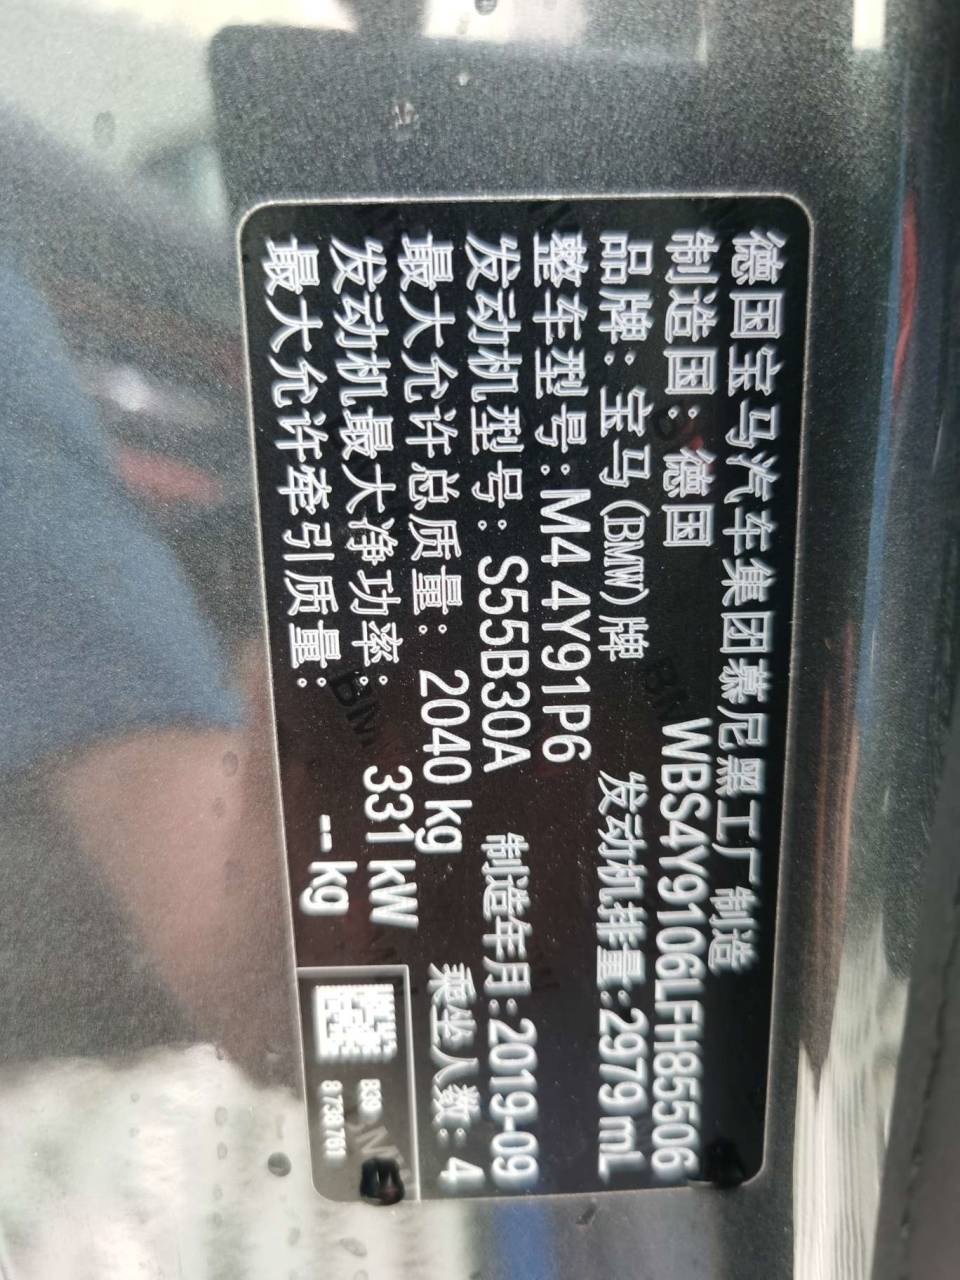 德国宝马汽车集团慕尼黑工厂制造
制造国：德国 WBS4Y9106LFH85506
品牌：宝马(BMW)牌 发动机排量：2979 mL
整车型号：M4 4Y91P6
发动机型号：S55B30A 制造年月：2019-09
最大允许总质量：2040 kg 乘坐人数：4
发动机最大净功率：331 kW
最大允许牵引质量：-- kg
B39
8 738 761